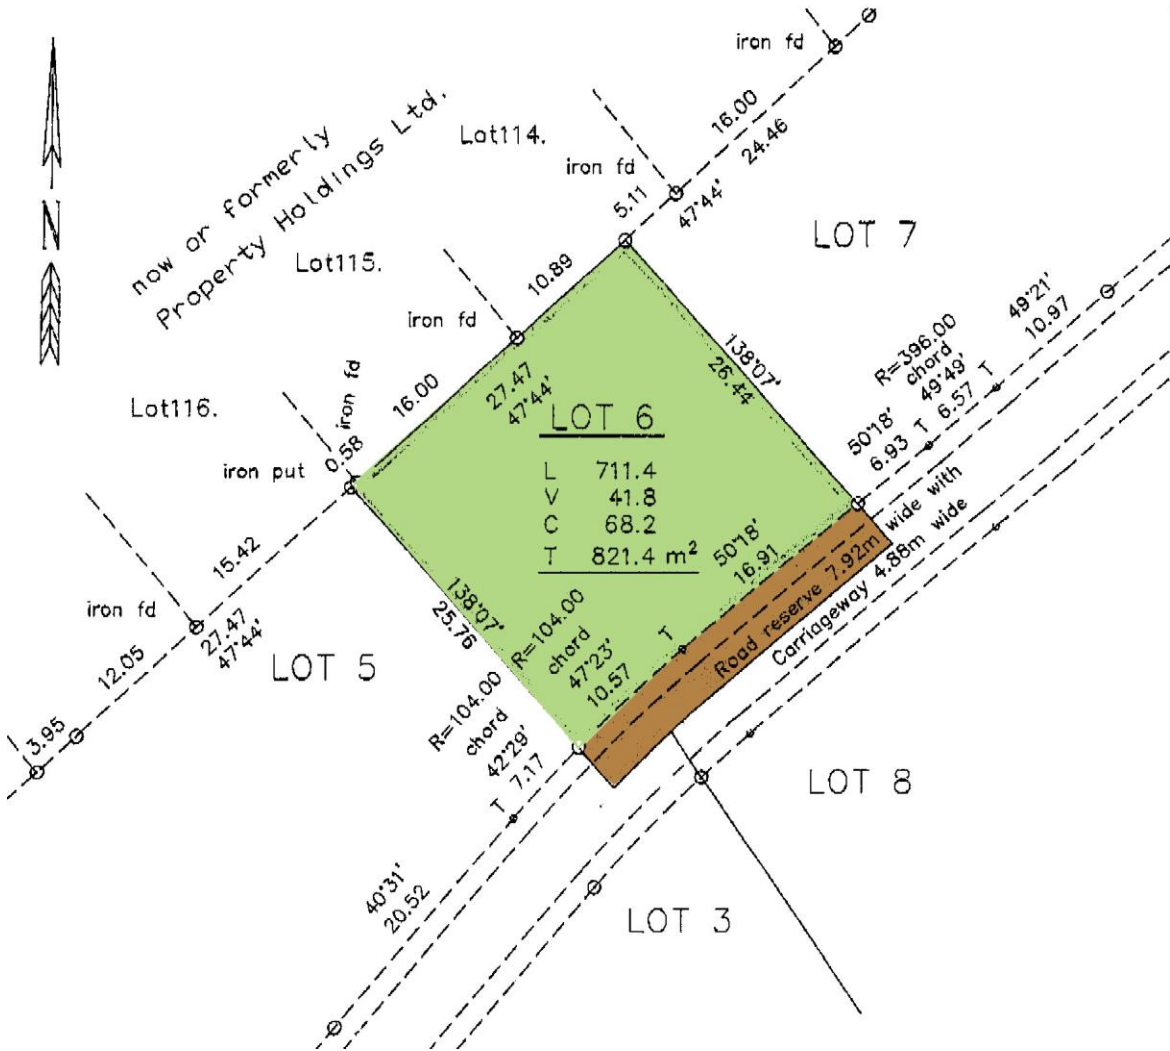 N
now or formerly
Property Holdings Ltd.
iron fd
16.00
24.46
Lot114.
iron fd
5.11
47°44'
LOT 7
Lot115.
10.89
iron fd
27.47
47°44'
16.00
Lot116.
iron fd
0.58
iron put
LOT 6
L 711.4
V 41.8
C 68.2
T 821.4 m²
138°07'
26.44
49°21'
10.97
R=396.00
chord
49°49'
6.57 T
50°18'
6.93 T
50°18'
16.91
15.42
iron fd
27.47
47°44'
12.05
3.95
LOT 5
138°07'
25.76
R=104.00
chord
47°23'
10.57
T
R=104.00
chord
42°29'
T 7.17
Road reserve 7.92m wide with
Carriageway 4.88m wide
40°31'
20.52
LOT 8
LOT 3